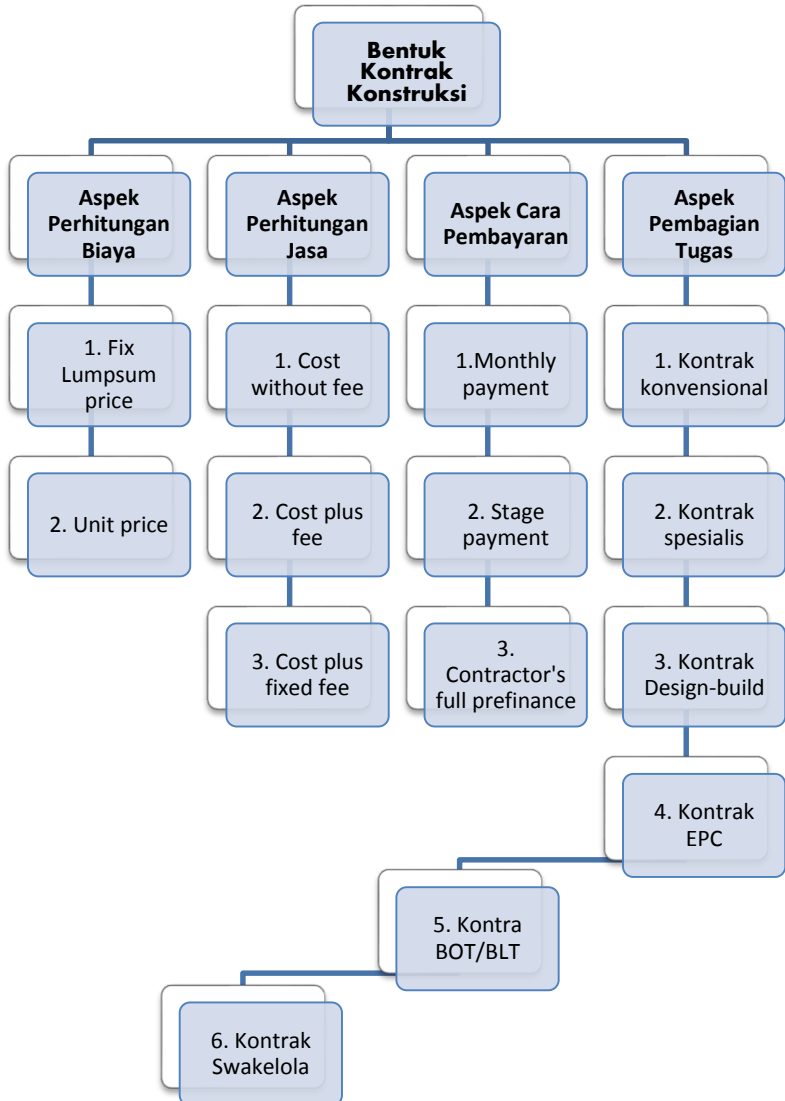 Bentuk
Kontrak
Konstruksi
Aspek
Perhitungan
Biaya
Aspek
Perhitungan
Jasa
Aspek Cara
Pembayaran
Aspek
Pembagian
Tugas
1. Fix
Lumpsum
price
1. Cost
without fee
1.Monthly
payment
1. Kontrak
konvensional
2. Unit price
2. Cost plus
fee
2. Stage
payment
2. Kontrak
spesialis
3. Cost plus
fixed fee
3.
Contractor's
full prefinance
3. Kontrak
Design-build
4. Kontrak
EPC
5. Kontra
BOT/BLT
6. Kontrak
Swakelola